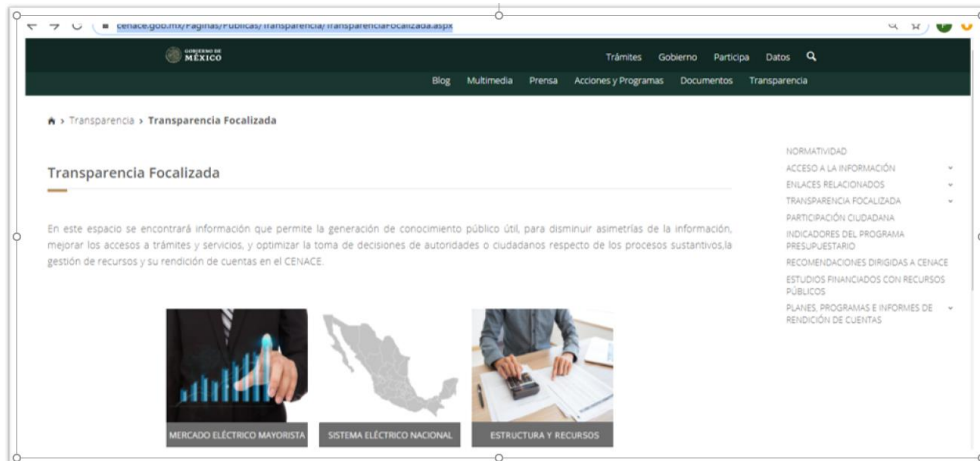 cenace.gob.mx/Paginas/Publicas/Transparencia/TransparenciaFocalizada.aspx
GOBIERNO DE
MÉXICO
Trámites Gobierno Participa Datos
Blog Multimedia Prensa Acciones y Programas Documentos Transparencia
> Transparencia > Transparencia Focalizada
Transparencia Focalizada
En este espacio se encontrará información que permite la generación de conocimiento público útil, para disminuir asimetrías de la información,
mejorar los accesos a trámites y servicios, y optimizar la toma de decisiones de autoridades o ciudadanos respecto de los procesos sustantivos,la
gestión de recursos y su rendición de cuentas en el CENACE.
MERCADO ELÉCTRICO MAYORISTA
SISTEMA ELÉCTRICO NACIONAL
ESTRUCTURA Y RECURSOS
NORMATIVIDAD
ACCESO A LA INFORMACIÓN
ENLACES RELACIONADOS
TRANSPARENCIA FOCALIZADA
PARTICIPACIÓN CIUDADANA
INDICADORES DEL PROGRAMA
PRESUPUESTARIO
RECOMENDACIONES DIRIGIDAS A CENACE
ESTUDIOS FINANCIADOS CON RECURSOS
PÚBLICOS
PLANES, PROGRAMAS E INFORMES DE
RENDICIÓN DE CUENTAS